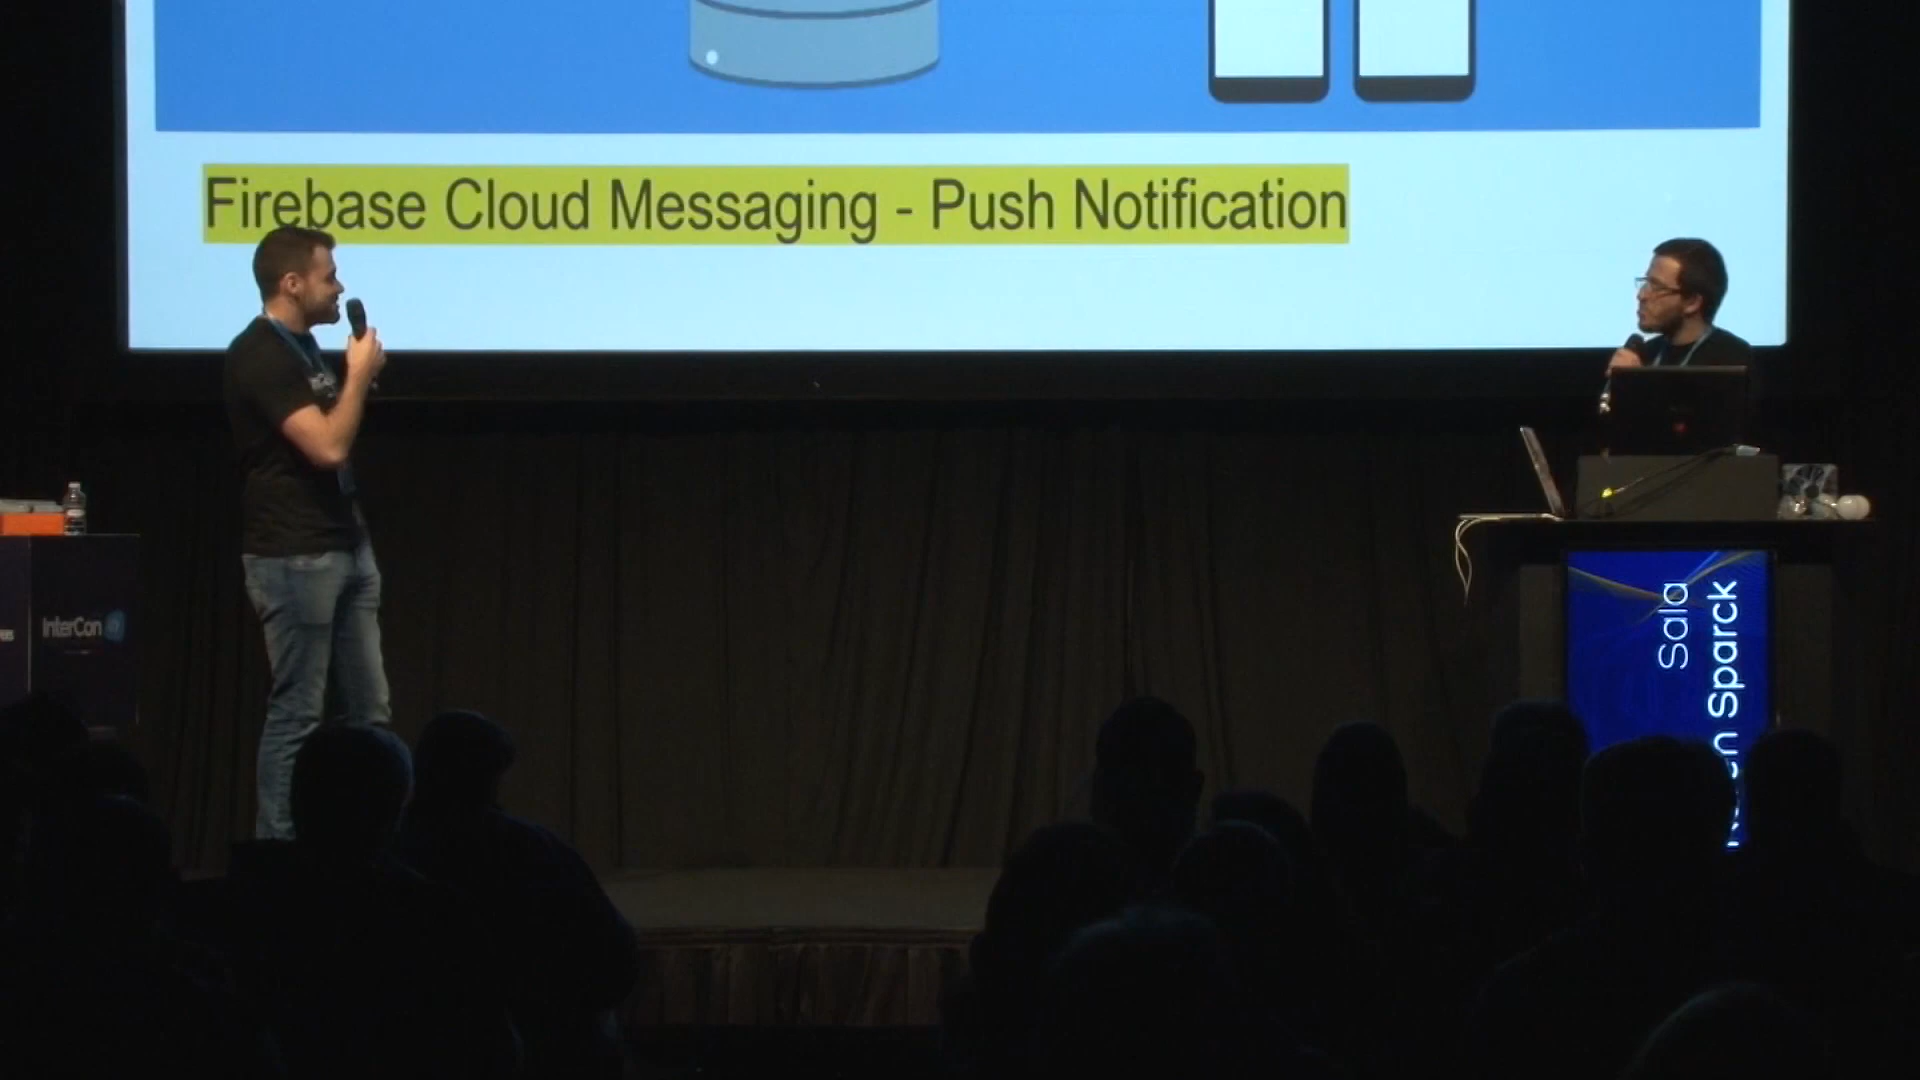 Firebase Cloud Messaging - Push Notification
InterCon
Sala
Sparck